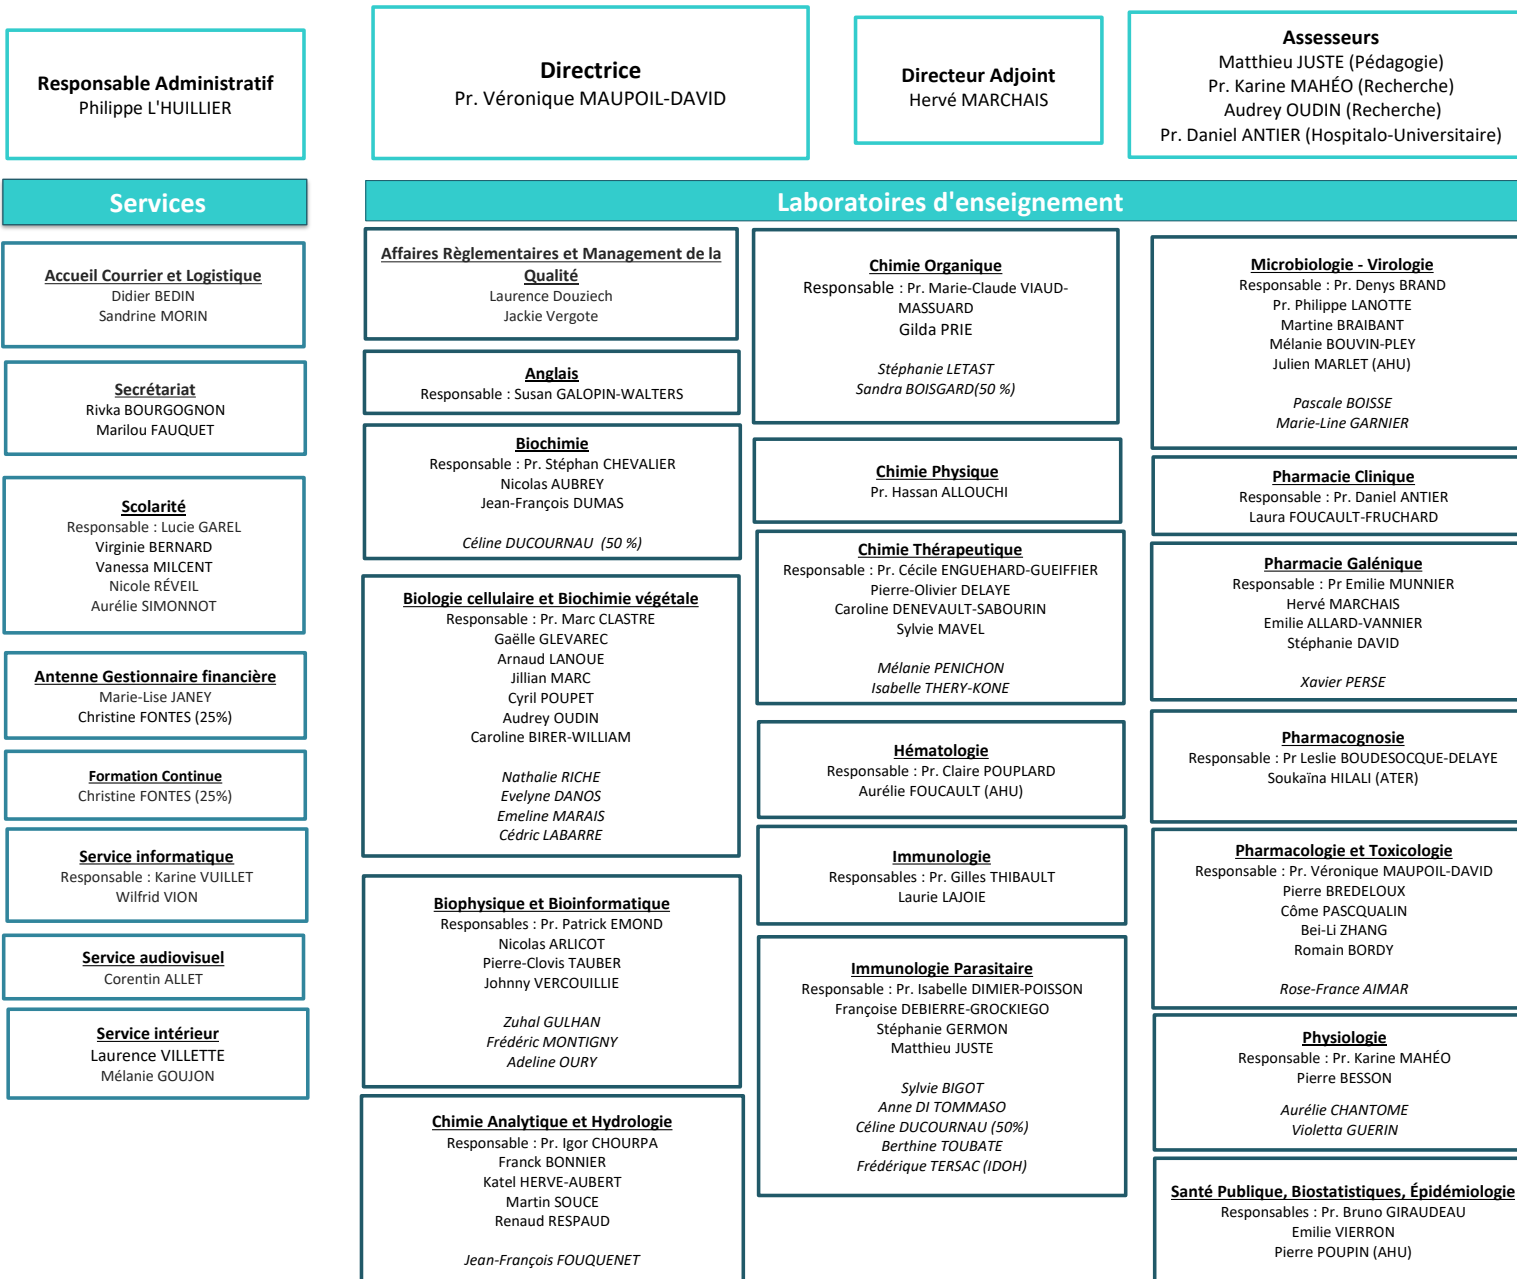 Responsable Administratif
Philippe L'HUILLIER
Directrice
Pr. Véronique MAUPOIL-DAVID
Directeur Adjoint
Hervé MARCHAIS
Assesseurs
Matthieu JUSTE (Pédagogie)
Pr. Karine MAHÉO (Recherche)
Audrey OUDIN (Recherche)
Pr. Daniel ANTIER (Hospitalo-Universitaire)
Services
Accueil Courrier et Logistique
Didier BEDIN
Sandrine MORIN
Secrétariat
Rivka BOURGOGNON
Marilou FAUQUET
Scolarité
Responsable : Lucie GAREL
Virginie BERNARD
Vanessa MILCENT
Nicole RÉVEIL
Aurélie SIMONNOT
Antenne Gestionnaire financière
Marie-Lise JANEY
Christine FONTES (25%)
Formation Continue
Christine FONTES (25%)
Service informatique
Responsable : Karine VUILLET
Wilfrid VION
Service audiovisuel
Corentin ALLET
Service intérieur
Laurence VILLETTE
Mélanie GOUJON
Laboratoires d'enseignement
Affaires Règlementaires et Management de la
Qualité
Laurence Douziech
Jackie Vergote
Anglais
Responsable : Susan GALOPIN-WALTERS
Biochimie
Responsable : Pr. Stéphan CHEVALIER
Nicolas AUBREY
Jean-François DUMAS
Céline DUCOURNAU (50 %)
Biologie cellulaire et Biochimie végétale
Responsable : Pr. Marc CLASTRE
Gaëlle GLEVAREC
Arnaud LANOUE
Jillian MARC
Cyril POUPET
Audrey OUDIN
Caroline BIRER-WILLIAM
Nathalie RICHE
Evelyne DANOS
Emeline MARAIS
Cédric LABARRE
Biophysique et Bioinformatique
Responsables : Pr. Patrick EMOND
Nicolas ARLICOT
Pierre-Clovis TAUBER
Johnny VERCOUILLIE
Zuhal GULHAN
Frédéric MONTIGNY
Adeline OURY
Chimie Analytique et Hydrologie
Responsable : Pr. Igor CHOURPA
Franck BONNIER
Katel HERVE-AUBERT
Martin SOUCE
Renaud RESPAUD
Jean-François FOUQUENET
Chimie Organique
Responsable : Pr. Marie-Claude VIAUD-
MASSUARD
Gilda PRIE
Stéphanie LETAST
Sandra BOISGARD(50 %)
Chimie Physique
Pr. Hassan ALLOUCHI
Chimie Thérapeutique
Responsable : Pr. Cécile ENGUEHARD-GUEIFFIER
Pierre-Olivier DELAYE
Caroline DENEVAULT-SABOURIN
Sylvie MAVEL
Mélanie PENICHON
Isabelle THERY-KONE
Hématologie
Responsable : Pr. Claire POUPLARD
Aurélie FOUCAULT (AHU)
Immunologie
Responsables : Pr. Gilles THIBAULT
Laurie LAJOIE
Immunologie Parasitaire
Responsable : Pr. Isabelle DIMIER-POISSON
Françoise DEBIERRE-GROCKIEGO
Stéphanie GERMON
Matthieu JUSTE
Sylvie BIGOT
Anne DI TOMMASO
Céline DUCOURNAU (50%)
Berthine TOUBATE
Frédérique TERSAC (IDOH)
Microbiologie - Virologie
Responsable : Pr. Denys BRAND
Pr. Philippe LANOTTE
Martine BRAIBANT
Mélanie BOUVIN-PLEY
Julien MARLET (AHU)
Pascale BOISSE
Marie-Line GARNIER
Pharmacie Clinique
Responsable : Pr. Daniel ANTIER
Laura FOUCAULT-FRUCHARD
Pharmacie Galénique
Responsable : Pr Emilie MUNNIER
Hervé MARCHAIS
Emilie ALLARD-VANNIER
Stéphanie DAVID
Xavier PERSE
Pharmacognosie
Responsable : Pr Leslie BOUDESOCQUE-DELAYE
Soukaïna HILALI (ATER)
Pharmacologie et Toxicologie
Responsable : Pr. Véronique MAUPOIL-DAVID
Pierre BREDELOUX
Côme PASCQUALIN
Bei-Li ZHANG
Romain BORDY
Rose-France AIMAR
Physiologie
Responsable : Pr. Karine MAHÉO
Pierre BESSON
Aurélie CHANTOME
Violetta GUERIN
Santé Publique, Biostatistiques, Épidémiologie
Responsables : Pr. Bruno GIRAUDEAU
Emilie VIERRON
Pierre POUPIN (AHU)